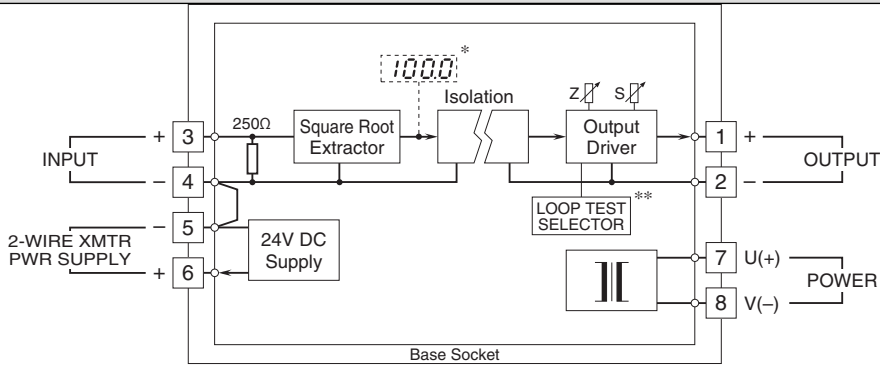 100.0 *
Isolation
Z S
+ 3 250Ω Square Root Extractor Output Driver 1 +
INPUT OUTPUT
– 4 2 –
LOOP TEST SELECTOR **
– 5
2-WIRE XMTR PWR SUPPLY
24V DC Supply
+ 6
7 U(+)
POWER
8 V(–)
Base Socket